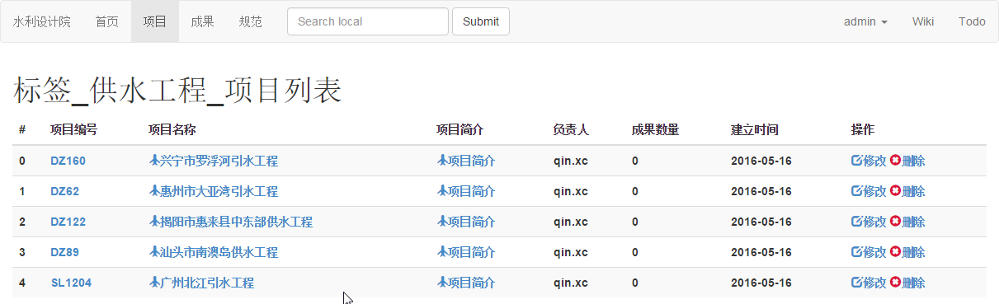 水利设计院 首页 项目 成果 规范 Search local Submit admin Wiki Todo
标签_供水工程_项目列表
# 项目编号 项目名称 项目简介 负责人 成果数量 建立时间 操作
0 DZ160 兴宁市罗浮河引水工程 项目简介 qin.xc 0 2016-05-16 修改 删除
1 DZ62 惠州市大亚湾引水工程 项目简介 qin.xc 0 2016-05-16 修改 删除
2 DZ122 揭阳市惠来县中东部供水工程 项目简介 qin.xc 0 2016-05-16 修改 删除
3 DZ89 汕头市南澳岛供水工程 项目简介 qin.xc 0 2016-05-16 修改 删除
4 SL1204 广州北江引水工程 项目简介 qin.xc 0 2016-05-16 修改 删除